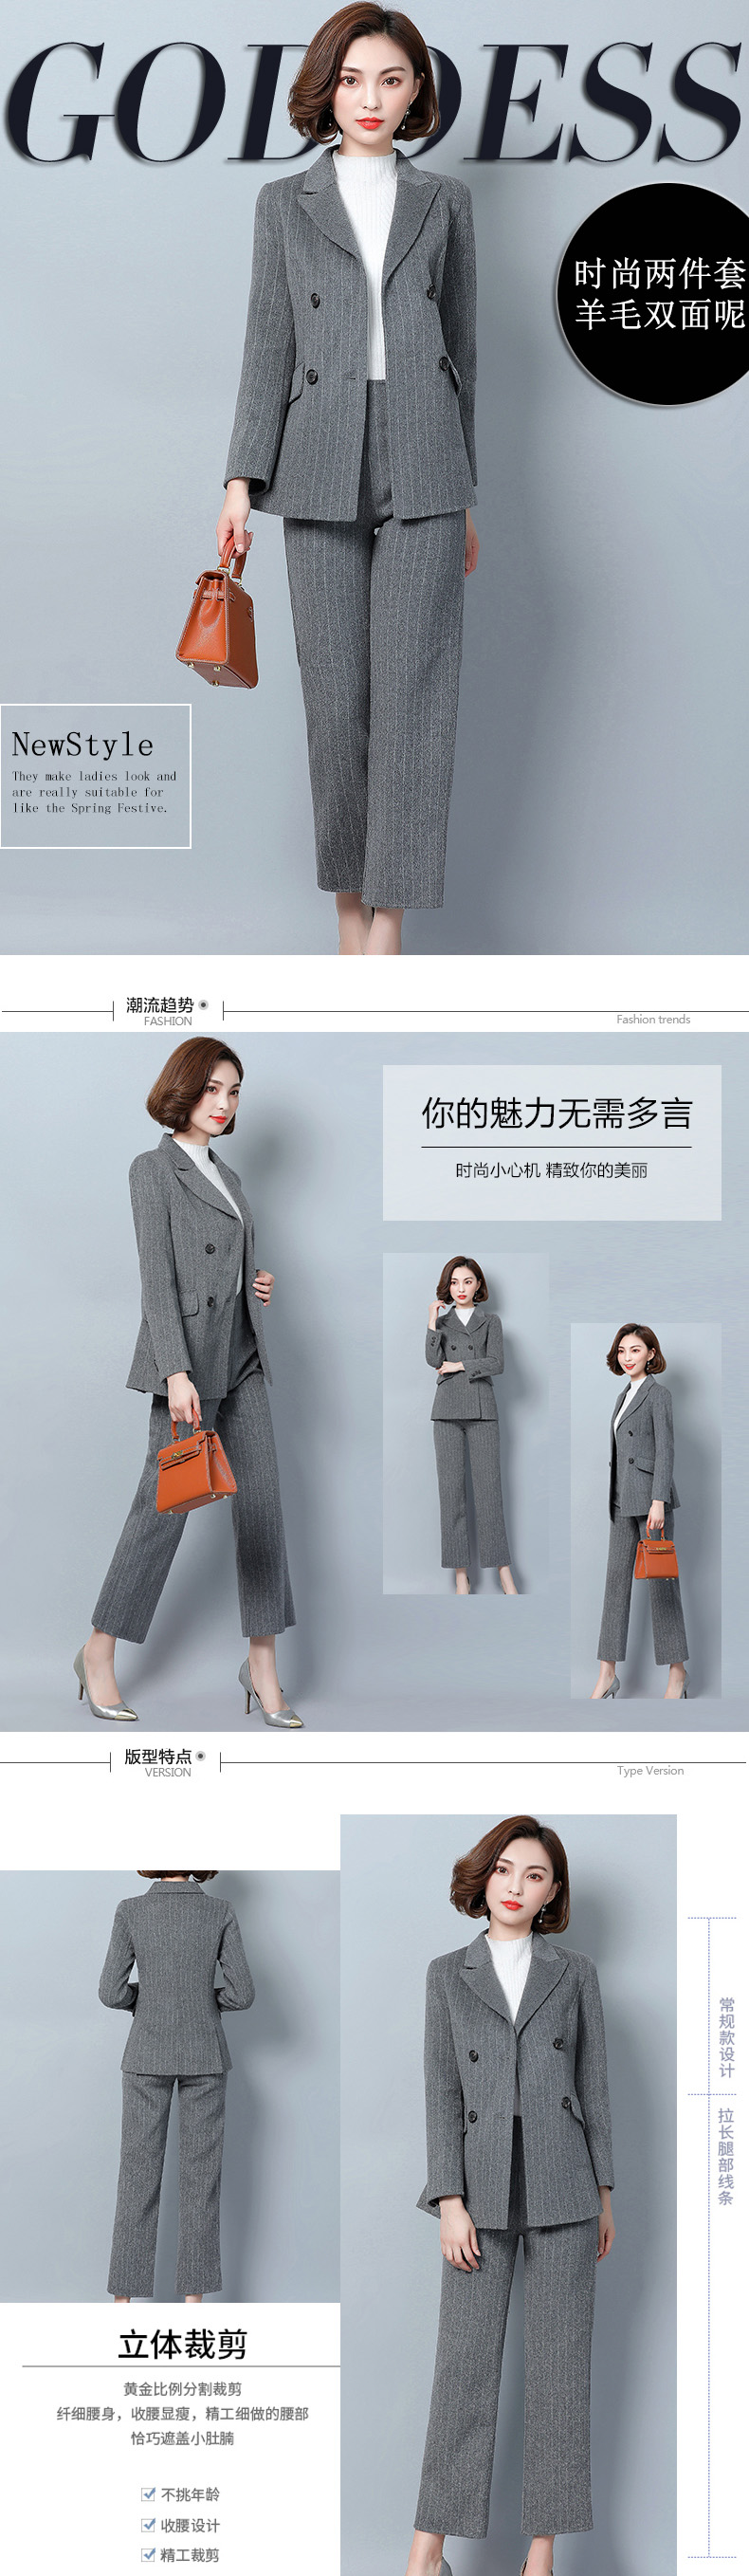 GODDESS
时尚两件套
羊毛双面呢
NewStyle
They make ladies look and
are really suitable for
like the Spring Festive.
潮流趋势
FASHION
Fashion trends
你的魅力无需多言
时尚小心机 精致你的美丽
版型特点
VERSION
Type Version
常规款设计
拉长腿部线条
立体裁剪
黄金比例分割裁剪
纤细腰身，收腰显瘦，精工细做的腰部
恰巧遮盖小肚腩
不挑年龄
收腰设计
精工裁剪